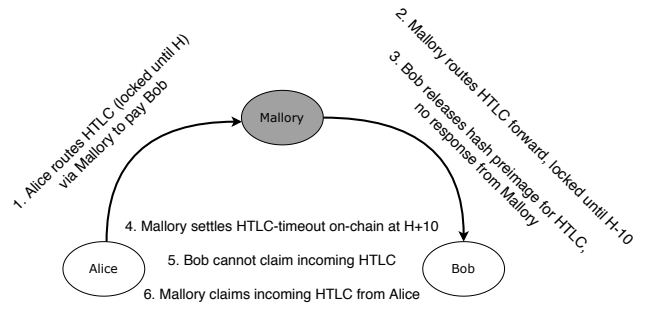 1. Alice routes HTLC (locked until H)
via Mallory to pay Bob
2. Mallory routes HTLC forward, locked until H-10
3. Bob releases hash preimage for HTLC,
no response from Mallory
Mallory
4. Mallory settles HTLC-timeout on-chain at H+10
Alice
5. Bob cannot claim incoming HTLC
Bob
6. Mallory claims incoming HTLC from Alice